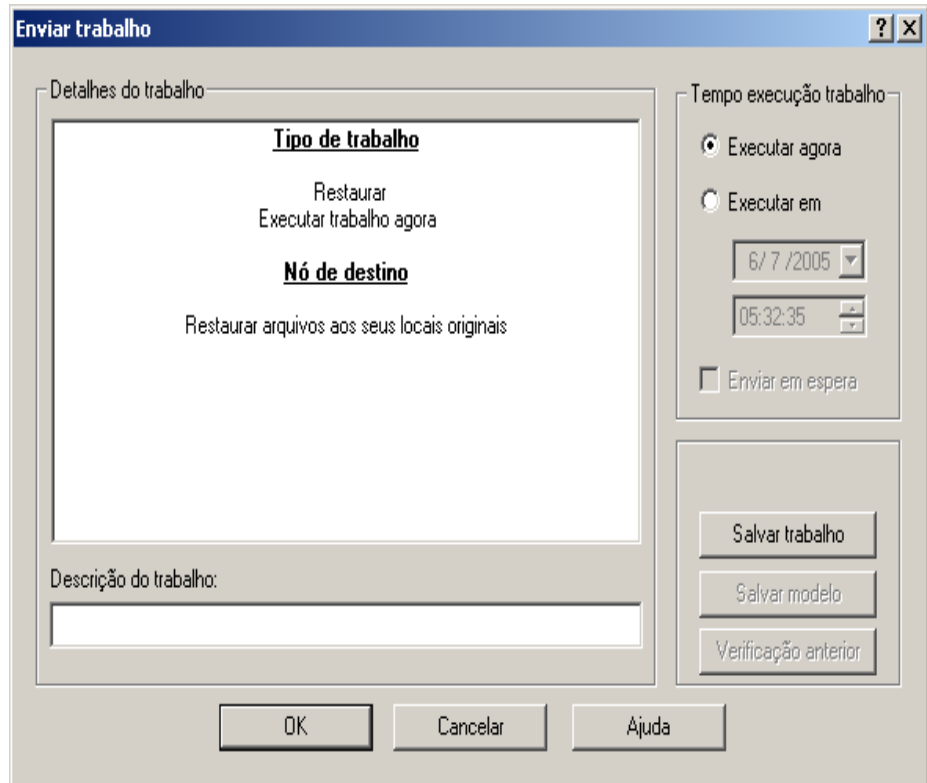 Enviar trabalho
Detalhes do trabalho
Tipo de trabalho
Restaurar
Executar trabalho agora
Nó de destino
Restaurar arquivos aos seus locais originais
Descrição do trabalho:
Tempo execução trabalho
Executar agora
Executar em
6/ 7 /2005
05:32:35
Enviar em espera
Salvar trabalho
Salvar modelo
Verificação anterior
OK
Cancelar
Ajuda